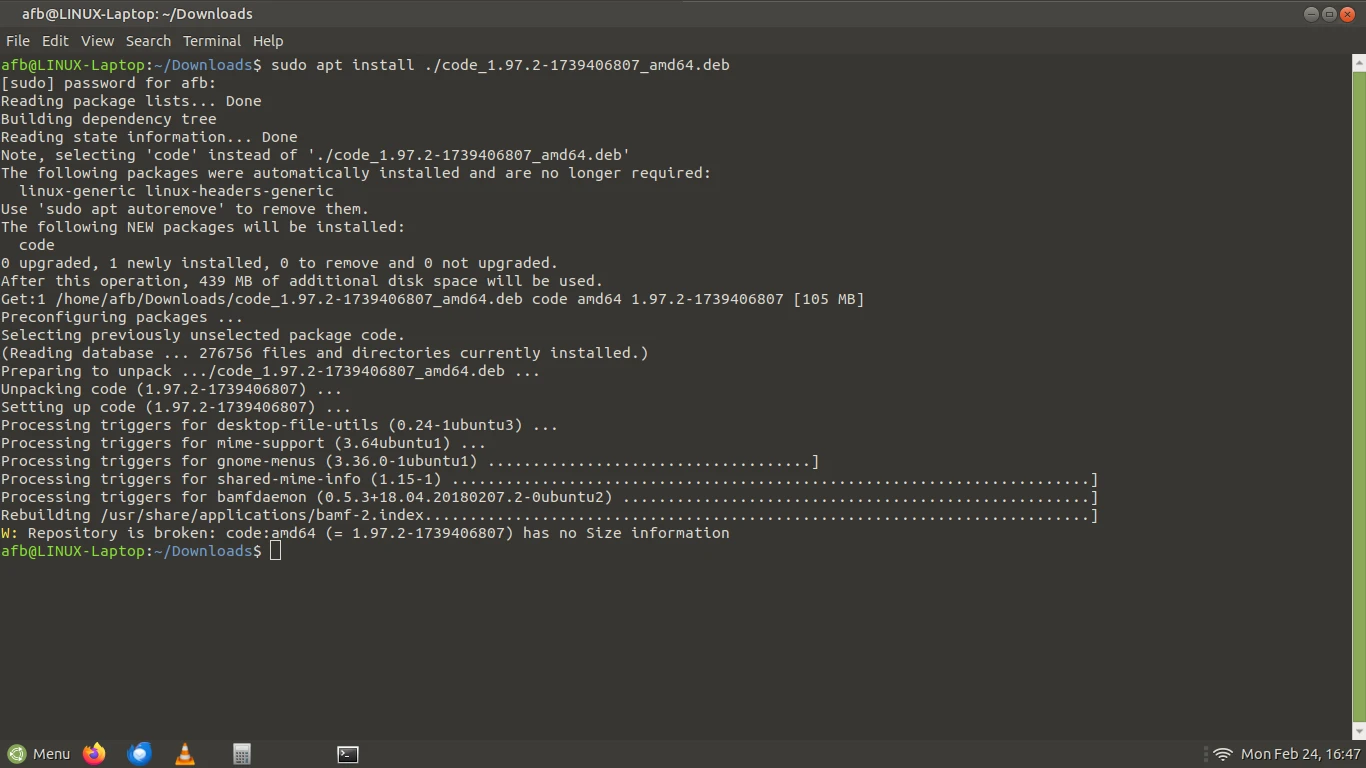 afb@LINUX-Laptop: ~/Downloads
File Edit View Search Terminal Help
afb@LINUX-Laptop:~/Downloads$ sudo apt install ./code_1.97.2-1739406807_amd64.deb
[sudo] password for afb:
Reading package lists... Done
Building dependency tree
Reading state information... Done
Note, selecting 'code' instead of './code_1.97.2-1739406807_amd64.deb'
The following packages were automatically installed and are no longer required:
  linux-generic linux-headers-generic
Use 'sudo apt autoremove' to remove them.
The following NEW packages will be installed:
  code
0 upgraded, 1 newly installed, 0 to remove and 0 not upgraded.
After this operation, 439 MB of additional disk space will be used.
Get:1 /home/afb/Downloads/code_1.97.2-1739406807_amd64.deb code amd64 1.97.2-1739406807 [105 MB]
Preconfiguring packages ...
Selecting previously unselected package code.
(Reading database ... 276756 files and directories currently installed.)
Preparing to unpack .../code_1.97.2-1739406807_amd64.deb ...
Unpacking code (1.97.2-1739406807) ...
Setting up code (1.97.2-1739406807) ...
Processing triggers for desktop-file-utils (0.24-1ubuntu3) ...
Processing triggers for mime-support (3.64ubuntu1) ...
Processing triggers for gnome-menus (3.36.0-1ubuntu1) ....................................]
Processing triggers for shared-mime-info (1.15-1) .......................................................................]
Processing triggers for bamfdaemon (0.5.3+18.04.20180207.2-0ubuntu2) ....................................................]
Rebuilding /usr/share/applications/bamf-2.index..........................................................................]
W: Repository is broken: code:amd64 (= 1.97.2-1739406807) has no Size information
afb@LINUX-Laptop:~/Downloads$
Menu
Mon Feb 24, 16:47